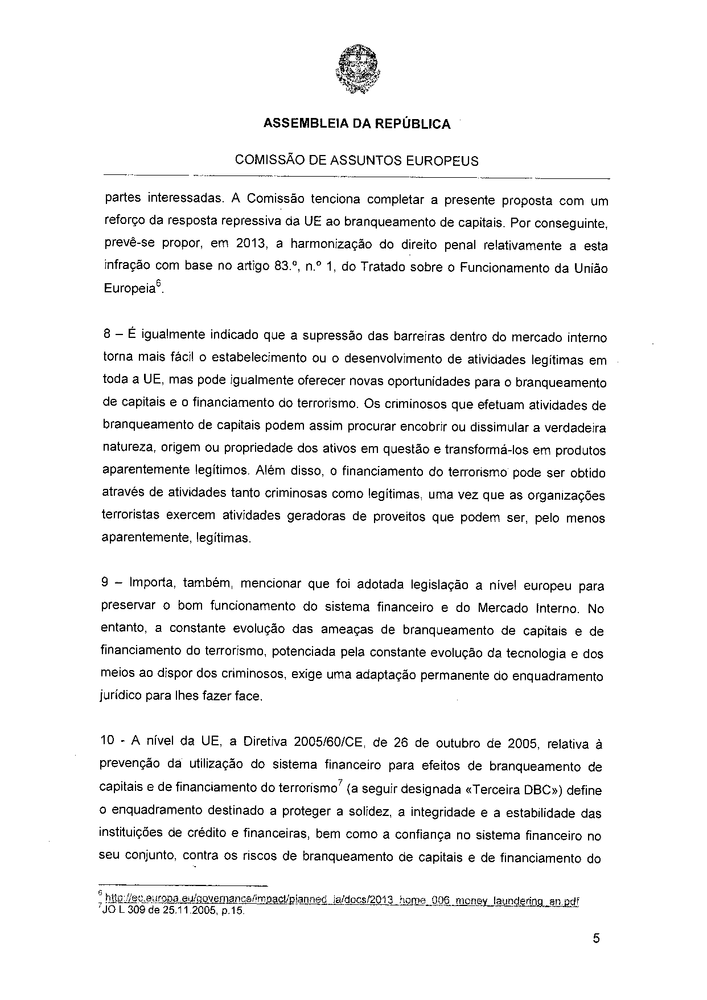 ASSEMBLEIA DA REPÚBLICA
COMISSÃO DE ASSUNTOS EUROPEUS
partes interessadas. A Comissão tenciona completar a presente proposta com um
reforço da resposta repressiva da UE ao branqueamento de capitais. Por conseguinte,
prevê-se propor, em 2013, a harmonização do direito penal relativamente a esta
infração com base no artigo 83.º, n.º 1, do Tratado sobre o Funcionamento da União
Europeia⁶.
8 – É igualmente indicado que a supressão das barreiras dentro do mercado interno
torna mais fácil o estabelecimento ou o desenvolvimento de atividades legítimas em
toda a UE, mas pode igualmente oferecer novas oportunidades para o branqueamento
de capitais e o financiamento do terrorismo. Os criminosos que efetuam atividades de
branqueamento de capitais podem assim procurar encobrir ou dissimular a verdadeira
natureza, origem ou propriedade dos ativos em questão e transformá-los em produtos
aparentemente legítimos. Além disso, o financiamento do terrorismo pode ser obtido
através de atividades tanto criminosas como legítimas, uma vez que as organizações
terroristas exercem atividades geradoras de proveitos que podem ser, pelo menos
aparentemente, legítimas.
9 – Importa, também, mencionar que foi adotada legislação a nível europeu para
preservar o bom funcionamento do sistema financeiro e do Mercado Interno. No
entanto, a constante evolução das ameaças de branqueamento de capitais e de
financiamento do terrorismo, potenciada pela constante evolução da tecnologia e dos
meios ao dispor dos criminosos, exige uma adaptação permanente do enquadramento
jurídico para lhes fazer face.
10 - A nível da UE, a Diretiva 2005/60/CE, de 26 de outubro de 2005, relativa à
prevenção da utilização do sistema financeiro para efeitos de branqueamento de
capitais e de financiamento do terrorismo⁷ (a seguir designada «Terceira DBC») define
o enquadramento destinado a proteger a solidez, a integridade e a estabilidade das
instituições de crédito e financeiras, bem como a confiança no sistema financeiro no
seu conjunto, contra os riscos de branqueamento de capitais e de financiamento do
⁶ http://ec.europa.eu/governance/impact/planned_ia/docs/2013_home_006_money_laundering_en.pdf
⁷ JO L 309 de 25.11.2005, p.15.
5